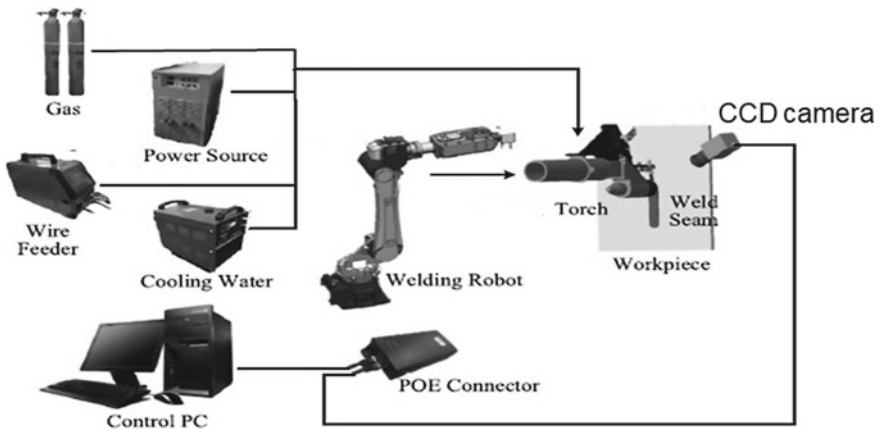 Gas
Power Source
CCD camera
Wire
Feeder
Cooling Water
Welding Robot
Torch
Weld
Seam
Workpiece
Control PC
POE Connector